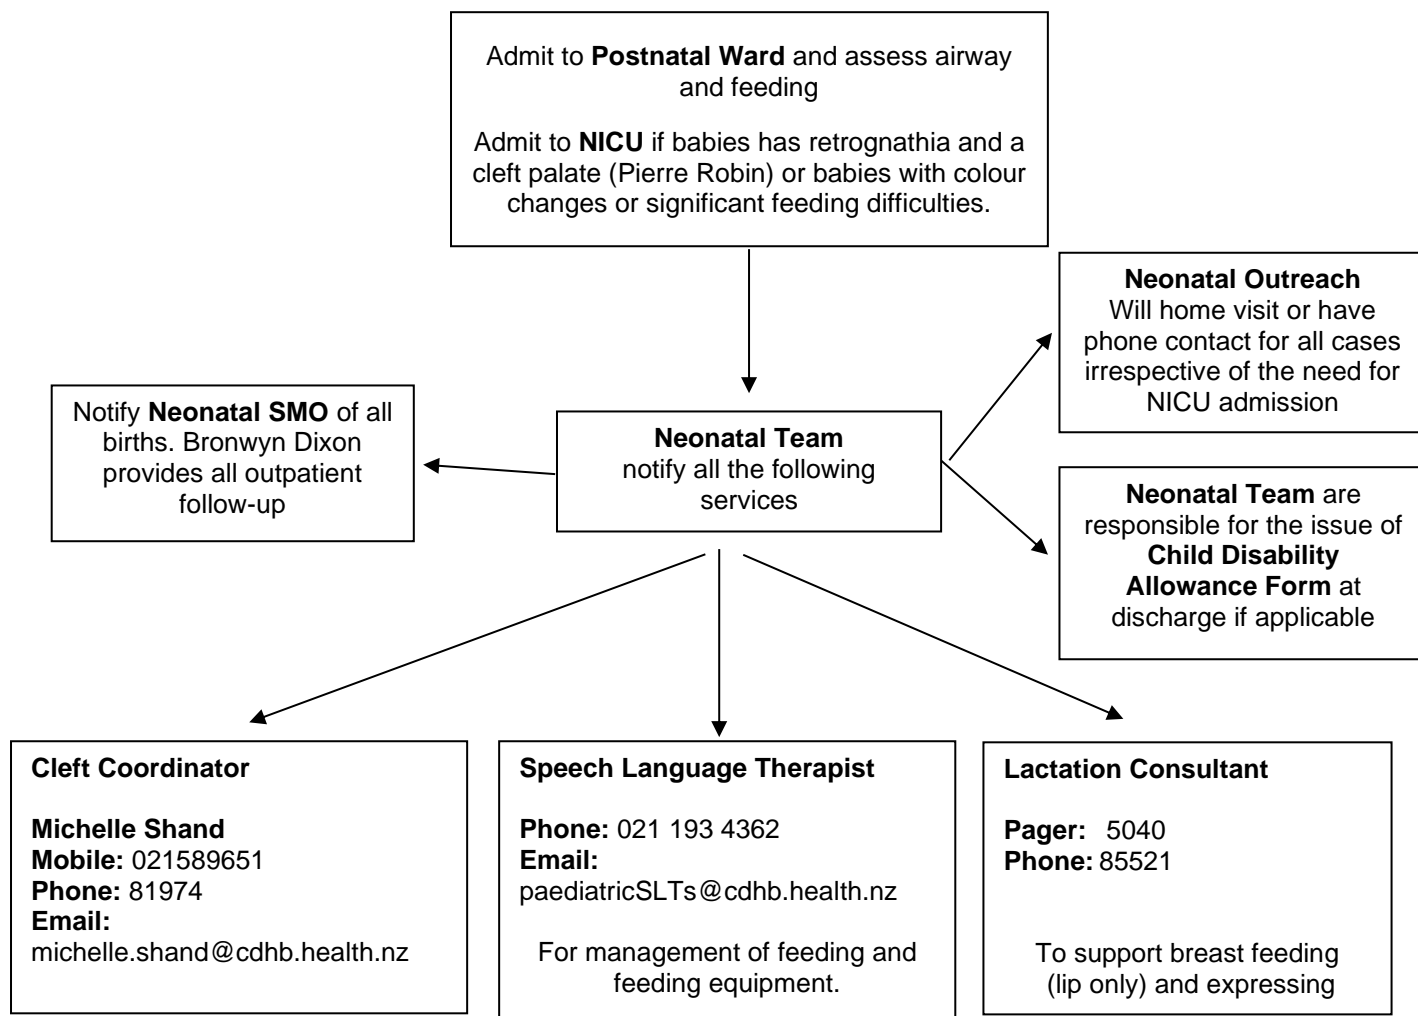 Admit to Postnatal Ward and assess airway
and feeding
Admit to NICU if babies has retrognathia and a
cleft palate (Pierre Robin) or babies with colour
changes or significant feeding difficulties.
Neonatal Outreach
Will home visit or have
phone contact for all cases
irrespective of the need for
NICU admission
Notify Neonatal SMO of all
births. Bronwyn Dixon
provides all outpatient
follow-up
Neonatal Team
notify all the following
services
Neonatal Team are
responsible for the issue of
Child Disability
Allowance Form at
discharge if applicable
Cleft Coordinator
Michelle Shand
Mobile: 021589651
Phone: 81974
Email:
michelle.shand@cdhb.health.nz
Speech Language Therapist
Phone: 021 193 4362
Email:
paediatricSLTs@cdhb.health.nz
For management of feeding and
feeding equipment.
Lactation Consultant
Pager: 5040
Phone: 85521
To support breast feeding
(lip only) and expressing